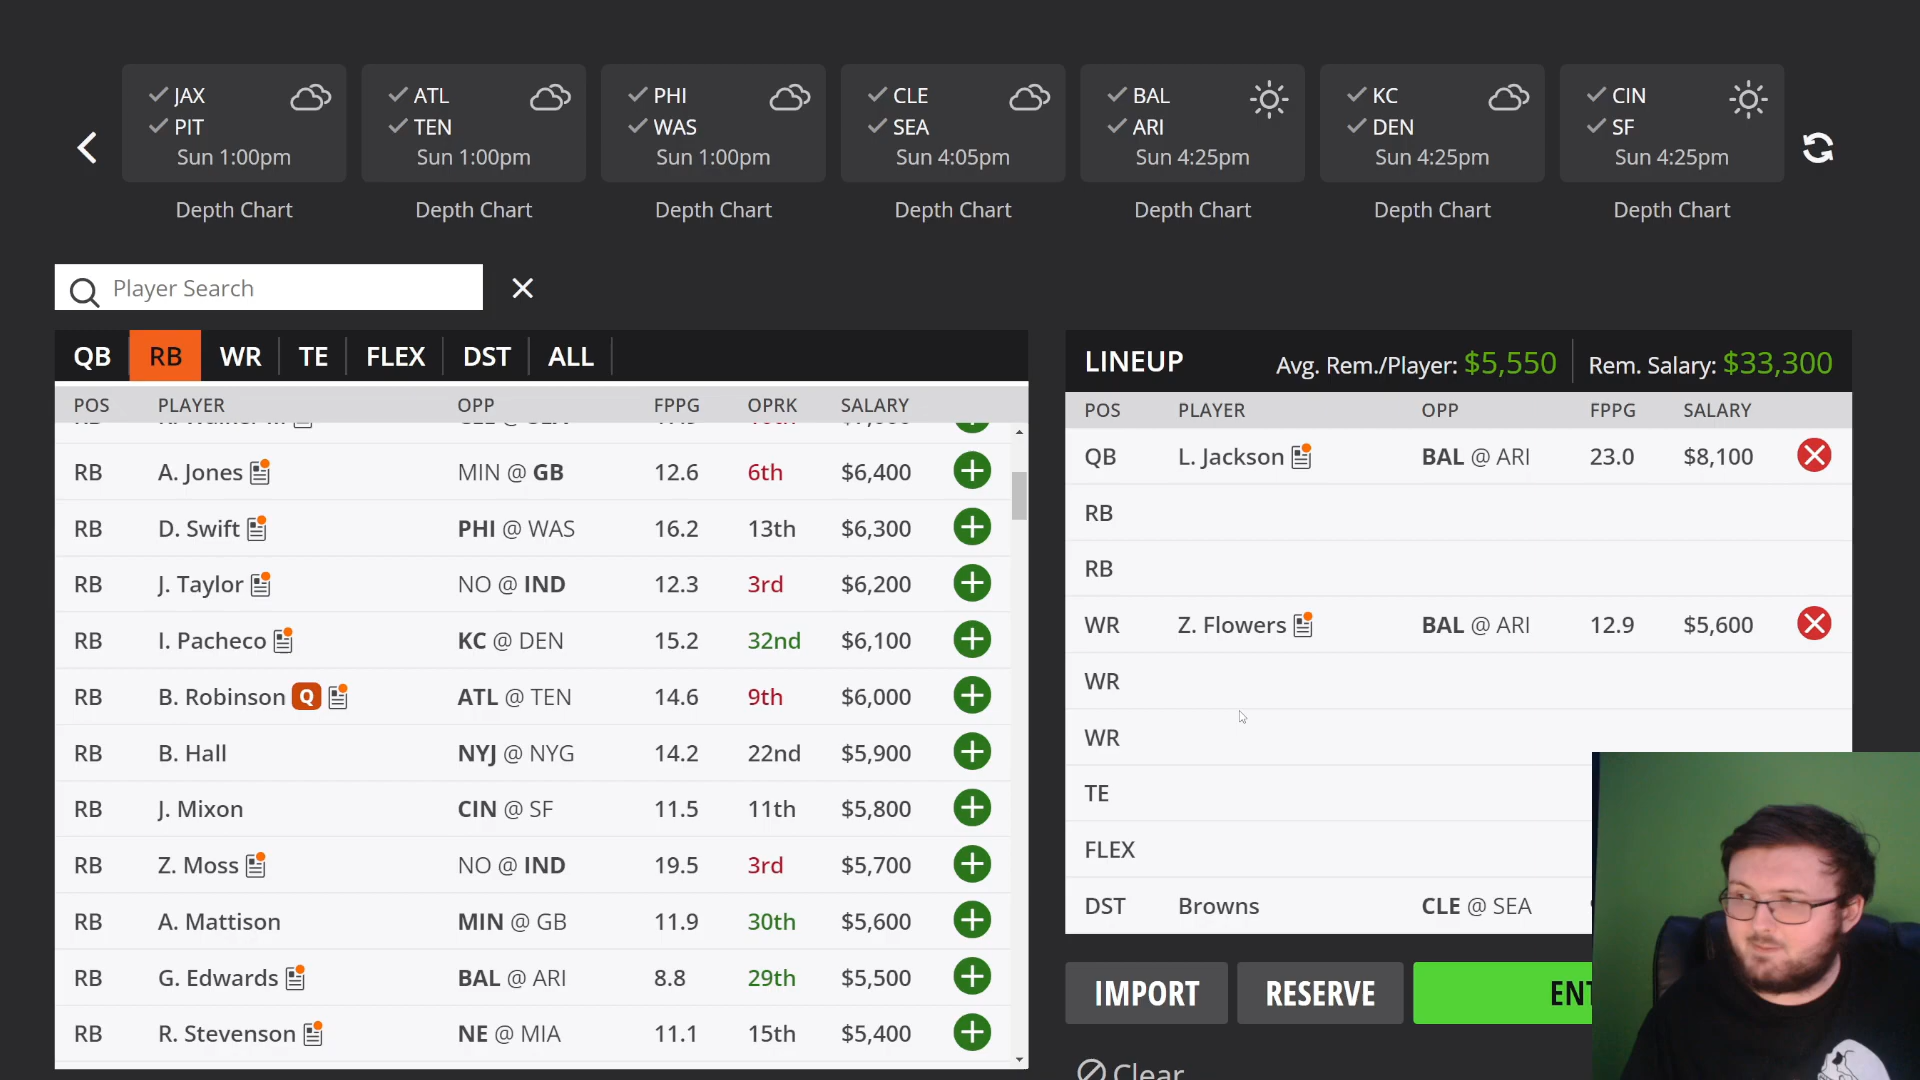 JAX
PIT
Sun 1:00pm
Depth Chart
ATL
TEN
Sun 1:00pm
Depth Chart
PHI
WAS
Sun 1:00pm
Depth Chart
CLE
SEA
Sun 4:05pm
Depth Chart
BAL
ARI
Sun 4:25pm
Depth Chart
KC
DEN
Sun 4:25pm
Depth Chart
CIN
SF
Sun 4:25pm
Depth Chart
Player Search
QB RB WR TE FLEX DST ALL
POS PLAYER OPP FPPG OPRK SALARY
RB A. Jones MIN @ GB 12.6 6th $6,400
RB D. Swift PHI @ WAS 16.2 13th $6,300
RB J. Taylor NO @ IND 12.3 3rd $6,200
RB I. Pacheco KC @ DEN 15.2 32nd $6,100
RB B. Robinson Q ATL @ TEN 14.6 9th $6,000
RB B. Hall NYJ @ NYG 14.2 22nd $5,900
RB J. Mixon CIN @ SF 11.5 11th $5,800
RB Z. Moss NO @ IND 19.5 3rd $5,700
RB A. Mattison MIN @ GB 11.9 30th $5,600
RB G. Edwards BAL @ ARI 8.8 29th $5,500
RB R. Stevenson NE @ MIA 11.1 15th $5,400
LINEUP Avg. Rem./Player: $5,550 Rem. Salary: $33,300
POS PLAYER OPP FPPG SALARY
QB L. Jackson BAL @ ARI 23.0 $8,100
RB
RB
WR Z. Flowers BAL @ ARI 12.9 $5,600
WR
WR
TE
FLEX
DST Browns CLE @ SEA
IMPORT RESERVE
Clear